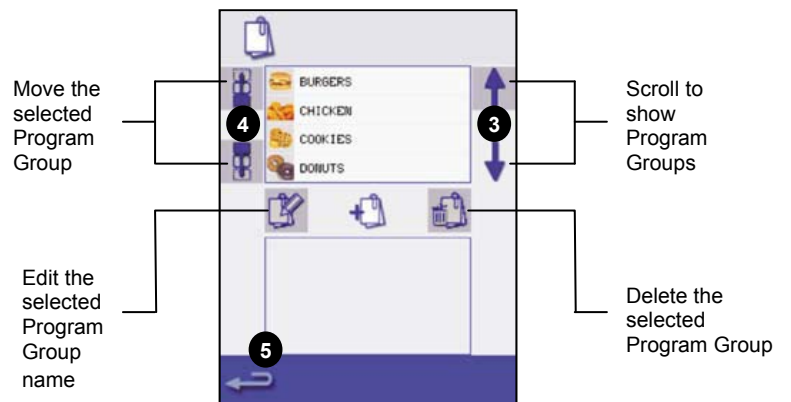 Move the
selected
Program
Group
BURGERS
CHICKEN
COOKIES
DONUTS
4
3
Scroll to
show
Program
Groups
Edit the
selected
Program
Group
name
5
Delete the
selected
Program Group